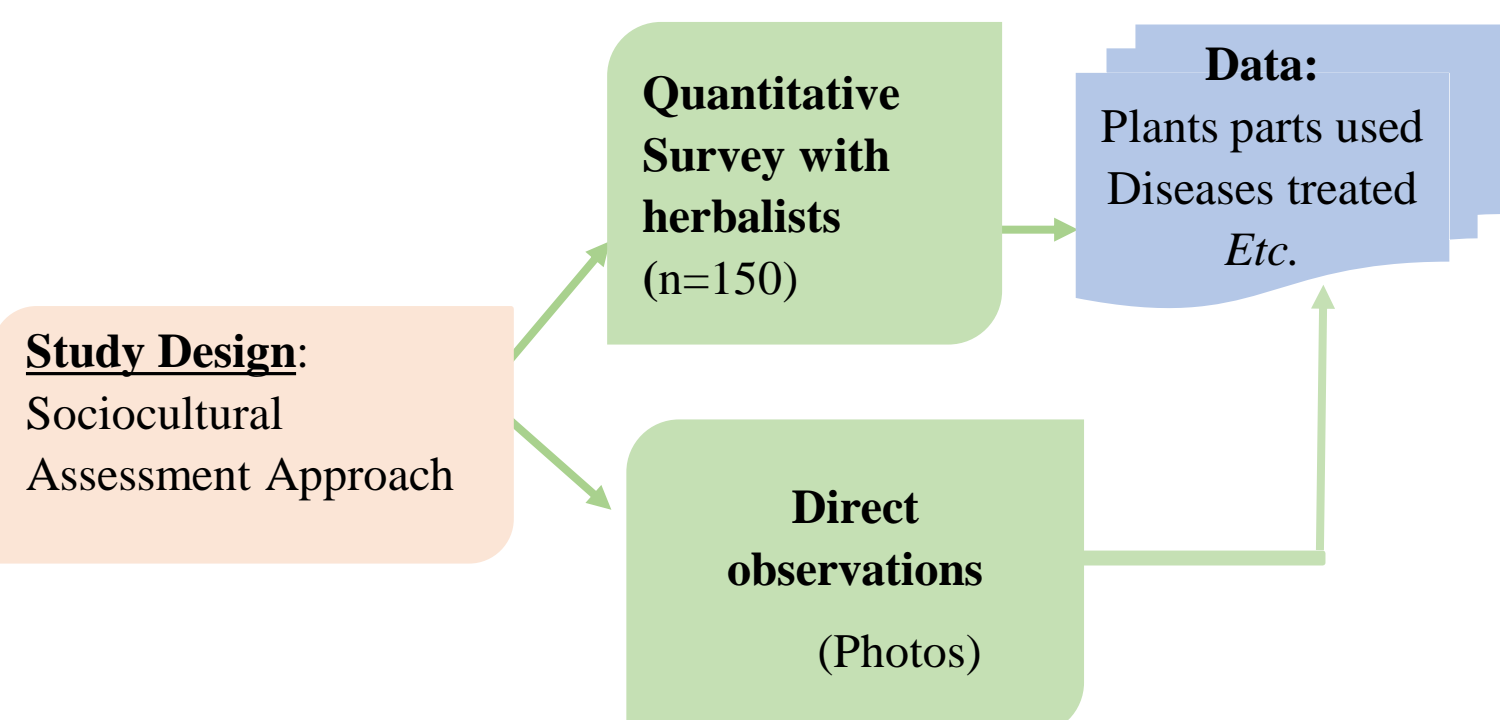 Study Design:
Sociocultural
Assessment Approach
Quantitative
Survey with
herbalists
(n=150)
Direct
observations
(Photos)
Data:
Plants parts used
Diseases treated
Etc.